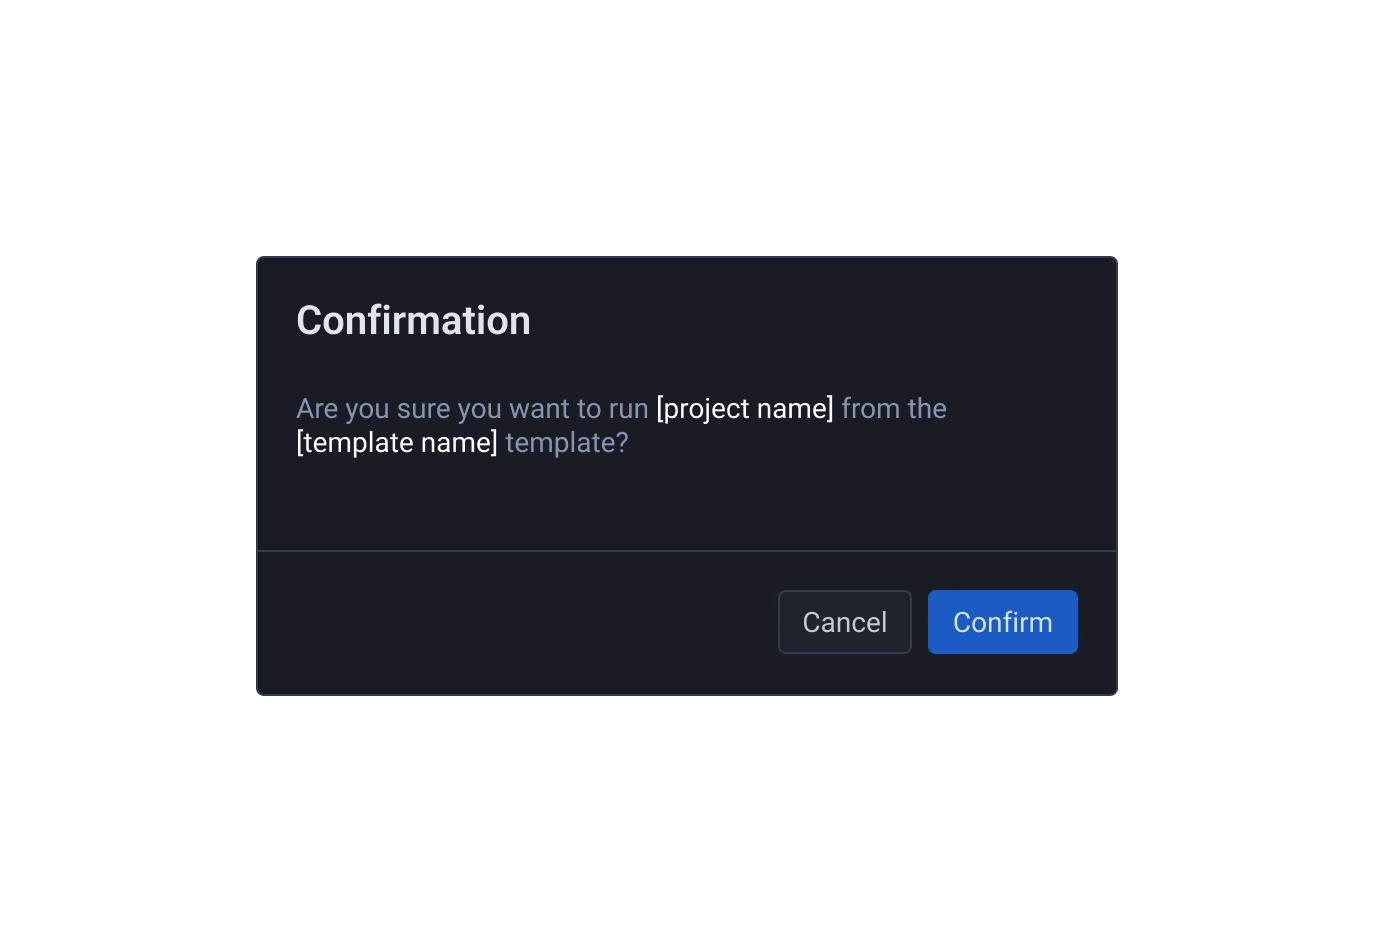 Confirmation
Are you sure you want to run [project name] from the
[template name] template?
Cancel
Confirm